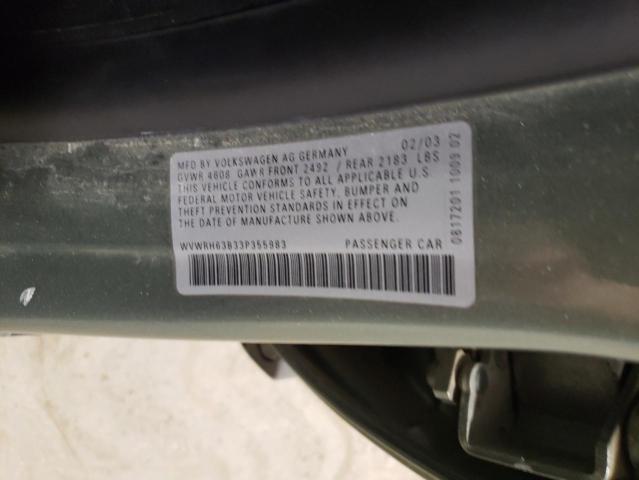 MFD BY VOLKSWAGEN AG GERMANY 02/03
GVWR 4608 GAWR FRONT 2492 / REAR 2183 LBS
THIS VEHICLE CONFORMS TO ALL APPLICABLE U.S.
FEDERAL MOTOR VEHICLE SAFETY, BUMPER AND
THEFT PREVENTION STANDARDS IN EFFECT ON
THE DATE OF MANUFACTURE SHOWN ABOVE.
WVWRH63B33P355983 PASSENGER CAR
0817201 1009 02